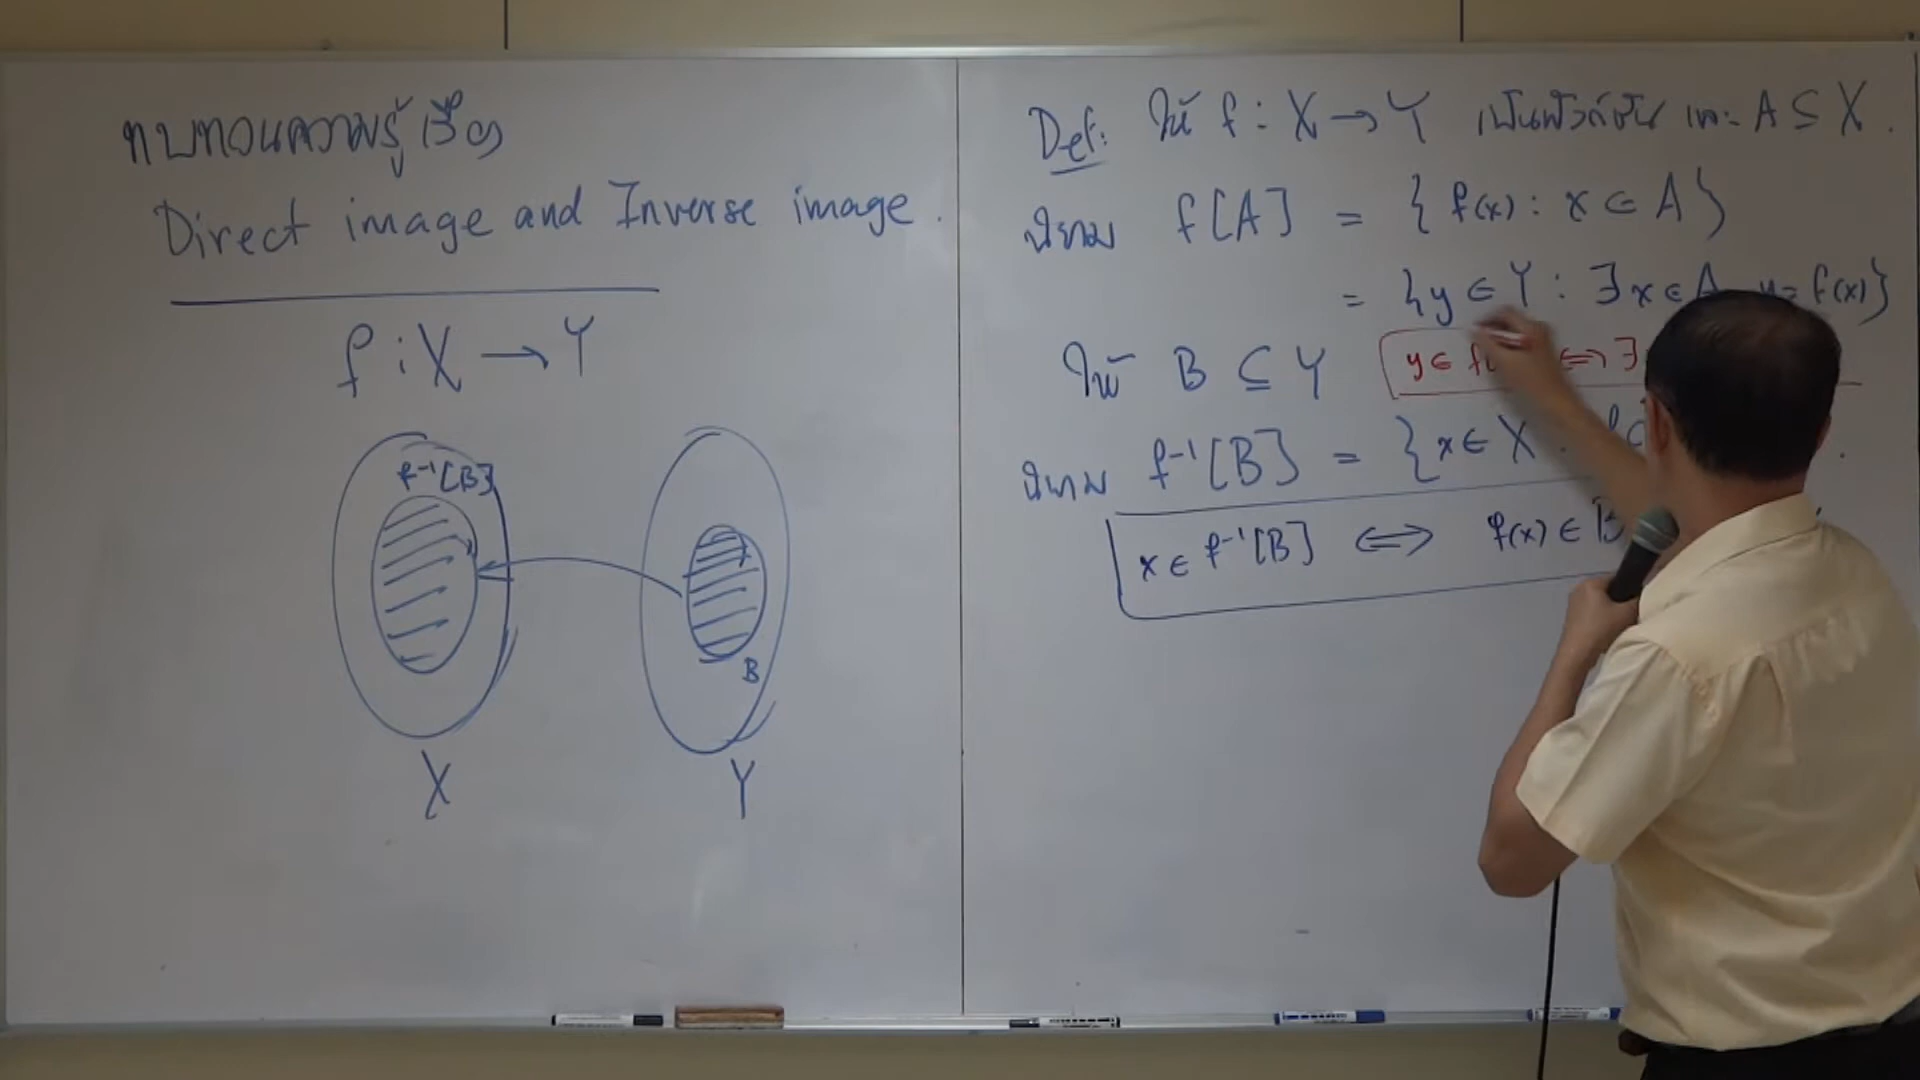 ทบทวนความรู้เรื่อง
Direct image and Inverse image.
f : X → Y
f⁻¹[B]
B
X
Y
Def: ให้ f : X → Y เป็นฟังก์ชัน และ A ⊆ X.
นิยาม f[A] = { f(x) : x ∈ A }
= { y ∈ Y : ∃ x ∈ A y = f(x) }
ให้ B ⊆ Y
y ∈ f ⇔ ∃
นิยาม f⁻¹[B] = { x ∈ X :
x ∈ f⁻¹[B] ⇔ f(x) ∈ B